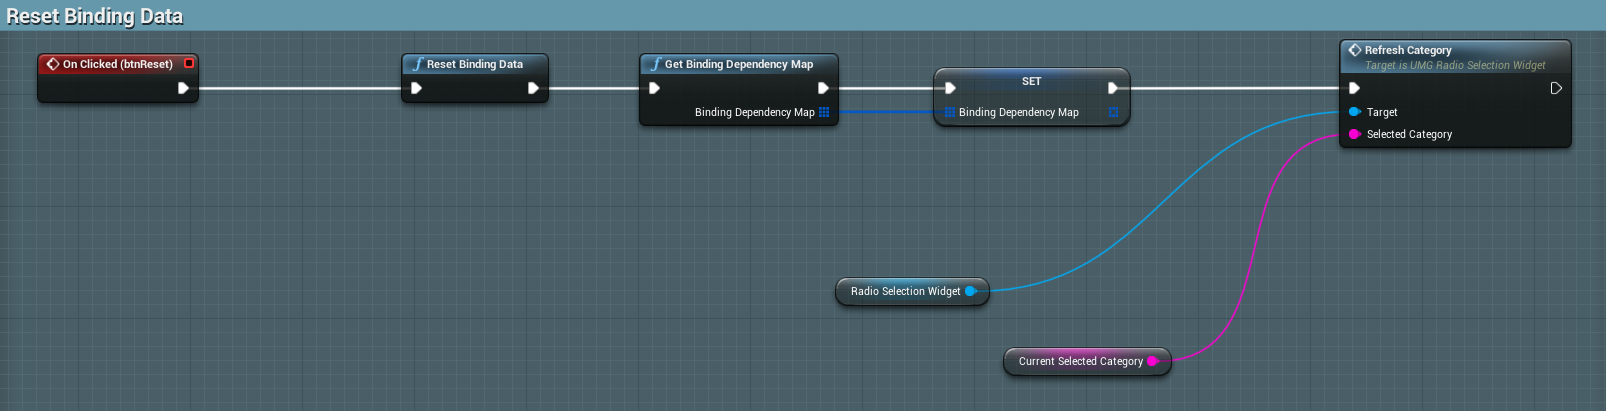 Reset Binding Data
On Clicked (btnReset)
Reset Binding Data
Get Binding Dependency Map
Binding Dependency Map
SET
Binding Dependency Map
Refresh Category
Target is UMG Radio Selection Widget
Target
Selected Category
Radio Selection Widget
Current Selected Category